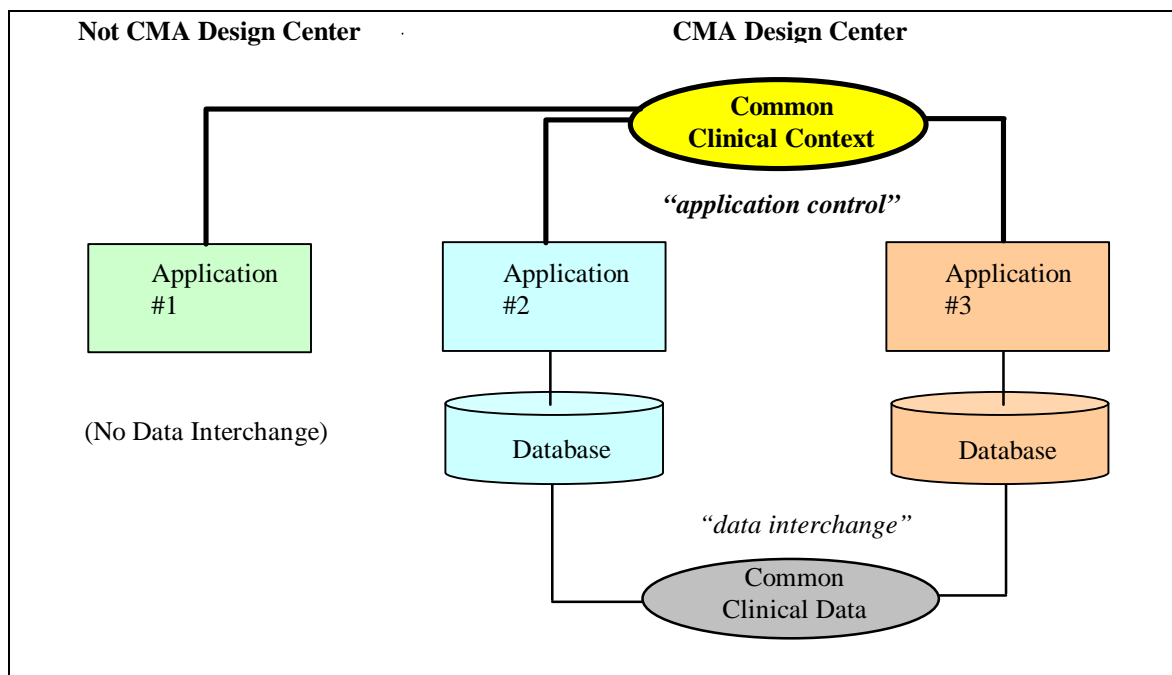 Not CMA Design Center
CMA Design Center
Common
Clinical Context
“application control”
Application
#1
Application
#2
Application
#3
(No Data Interchange)
Database
Database
“data interchange”
Common
Clinical Data